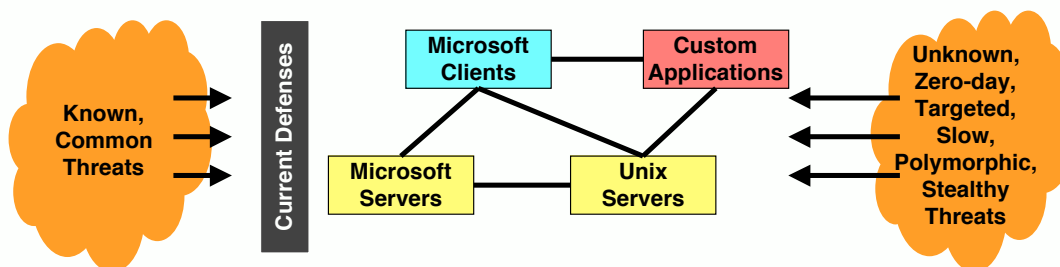 Known,
Common
Threats
Current Defenses
Microsoft
Clients
Custom
Applications
Microsoft
Servers
Unix
Servers
Unknown,
Zero-day,
Targeted,
Slow,
Polymorphic,
Stealthy
Threats